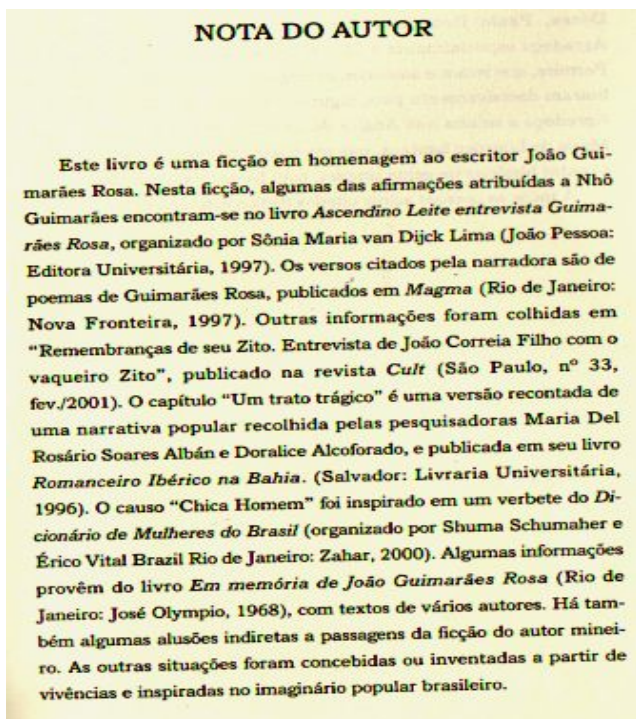 NOTA DO AUTOR
Este livro é uma ficção em homenagem ao escritor João Gui-
marães Rosa. Nesta ficção, algumas das afirmações atribuídas a Nhô
Guimarães encontram-se no livro Ascendino Leite entrevista Guima-
rães Rosa, organizado por Sônia Maria van Dijck Lima (João Pessoa:
Editora Universitária, 1997). Os versos citados pela narradora são de
poemas de Guimarães Rosa, publicados em Magma (Rio de Janeiro:
Nova Fronteira, 1997). Outras informações foram colhidas em
“Remembranças de seu Zito. Entrevista de João Correia Filho com o
vaqueiro Zito”, publicado na revista Cult (São Paulo, nº 33,
fev./2001). O capítulo “Um trato trágico” é uma versão recontada de
uma narrativa popular recolhida pelas pesquisadoras Maria Del
Rosário Soares Albán e Doralice Alcoforado, e publicada em seu livro
Romanceiro Ibérico na Bahia. (Salvador: Livraria Universitária,
1996). O causo “Chica Homem” foi inspirado em um verbete do Di-
cionário de Mulheres do Brasil (organizado por Shuma Schumaher e
Érico Vital Brazil Rio de Janeiro: Zahar, 2000). Algumas informações
provêm do livro Em memória de João Guimarães Rosa (Rio de
Janeiro: José Olympio, 1968), com textos de vários autores. Há tam-
bém algumas alusões indiretas a passagens da ficção do autor minei-
ro. As outras situações foram concebidas ou inventadas a partir de
vivências e inspiradas no imaginário popular brasileiro.